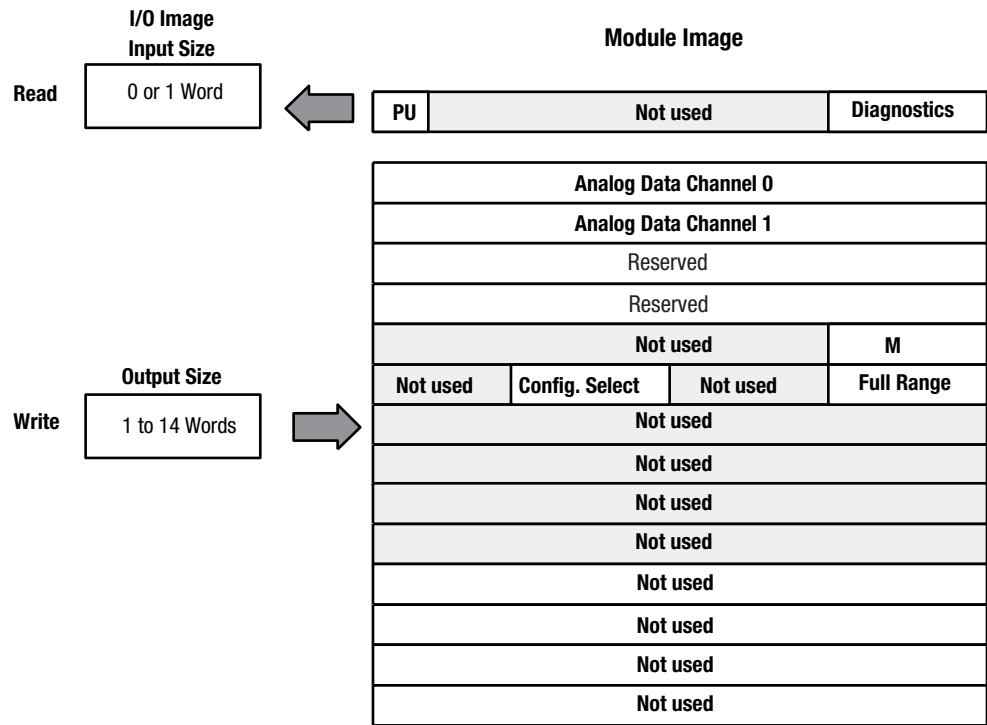 I/O Image
Input Size
Module Image
Read
0 or 1 Word
PU
Not used
Diagnostics
Analog Data Channel 0
Analog Data Channel 1
Reserved
Reserved
Not used
M
Output Size
Not used
Config. Select
Not used
Full Range
Write
1 to 14 Words
Not used
Not used
Not used
Not used
Not used
Not used
Not used
Not used